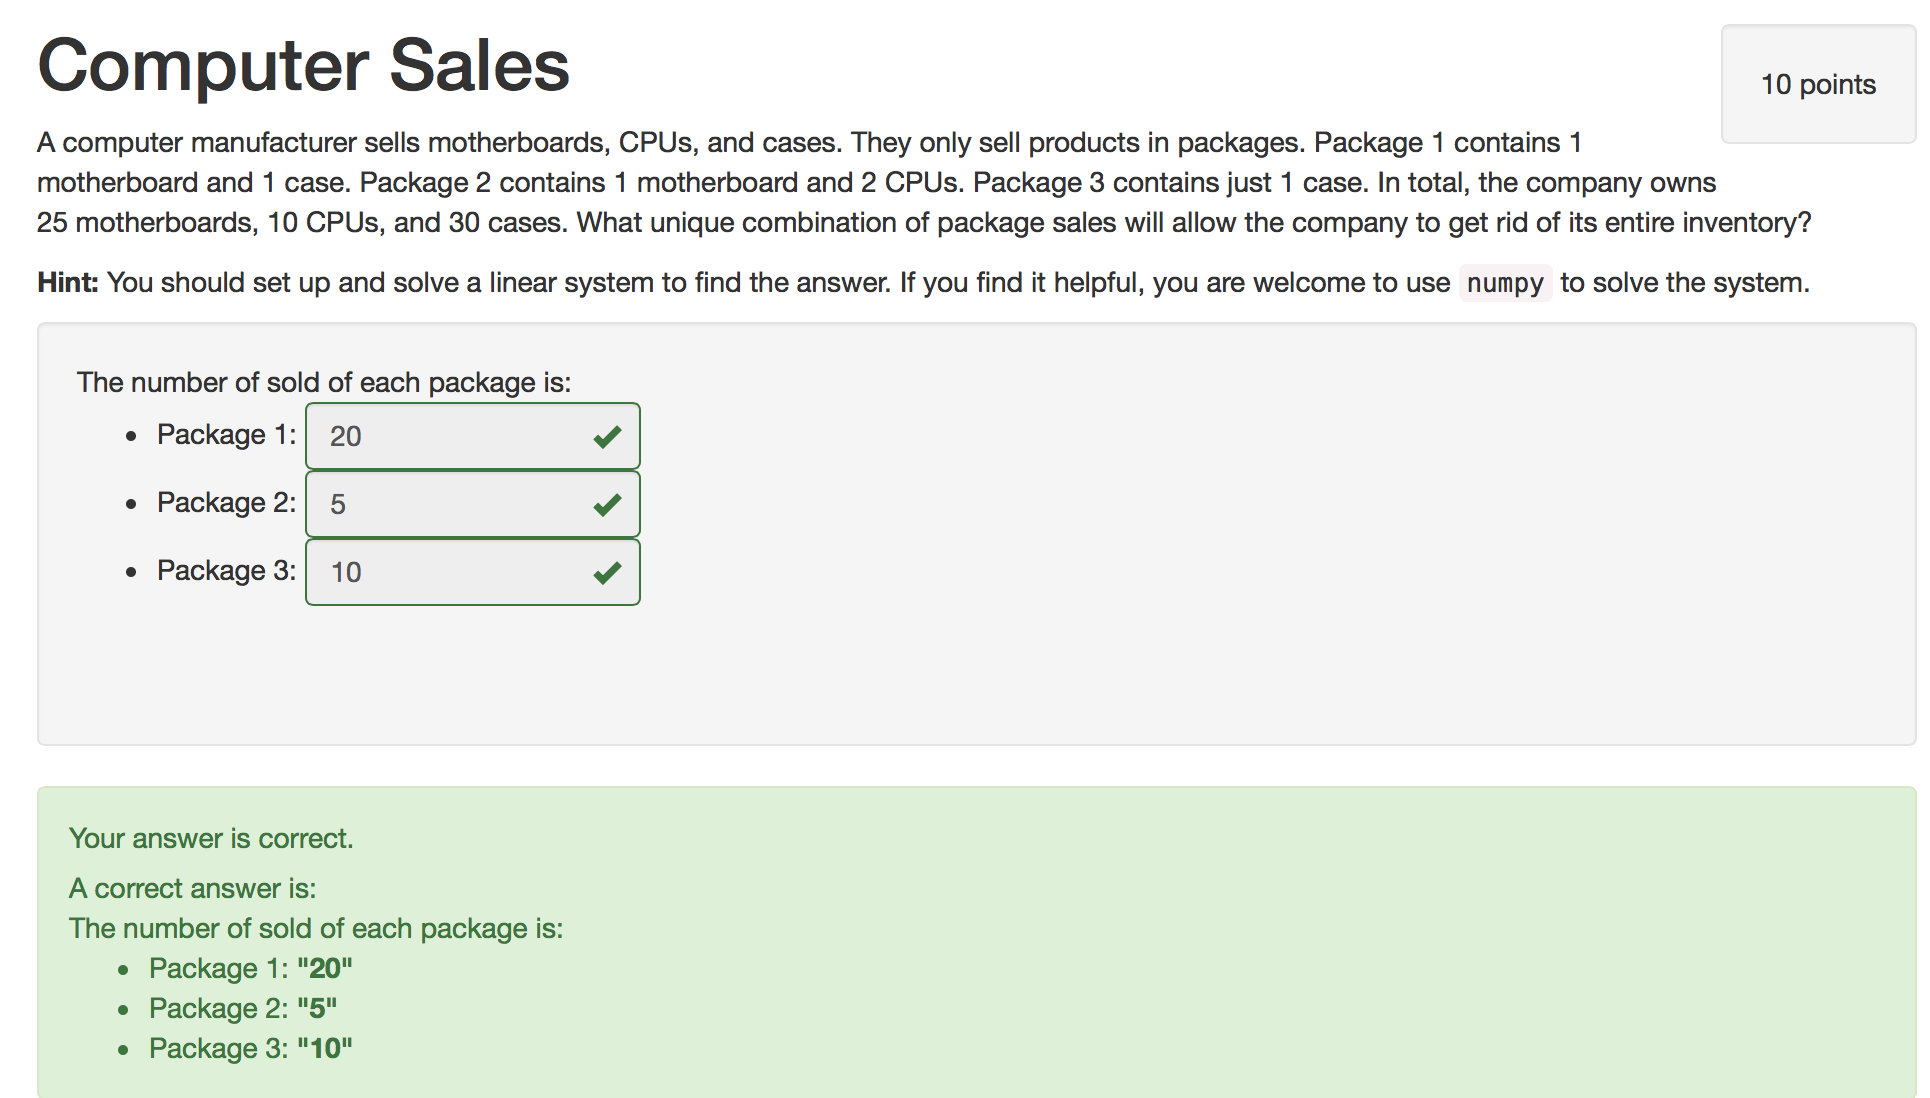 Computer Sales
10 points
A computer manufacturer sells motherboards, CPUs, and cases. They only sell products in packages. Package 1 contains 1
motherboard and 1 case. Package 2 contains 1 motherboard and 2 CPUs. Package 3 contains just 1 case. In total, the company owns
25 motherboards, 10 CPUs, and 30 cases. What unique combination of package sales will allow the company to get rid of its entire inventory?
Hint: You should set up and solve a linear system to find the answer. If you find it helpful, you are welcome to use numpy to solve the system.
The number of sold of each package is:
• Package 1: 20
• Package 2: 5
• Package 3: 10
Your answer is correct.
A correct answer is:
The number of sold of each package is:
• Package 1: "20"
• Package 2: "5"
• Package 3: "10"